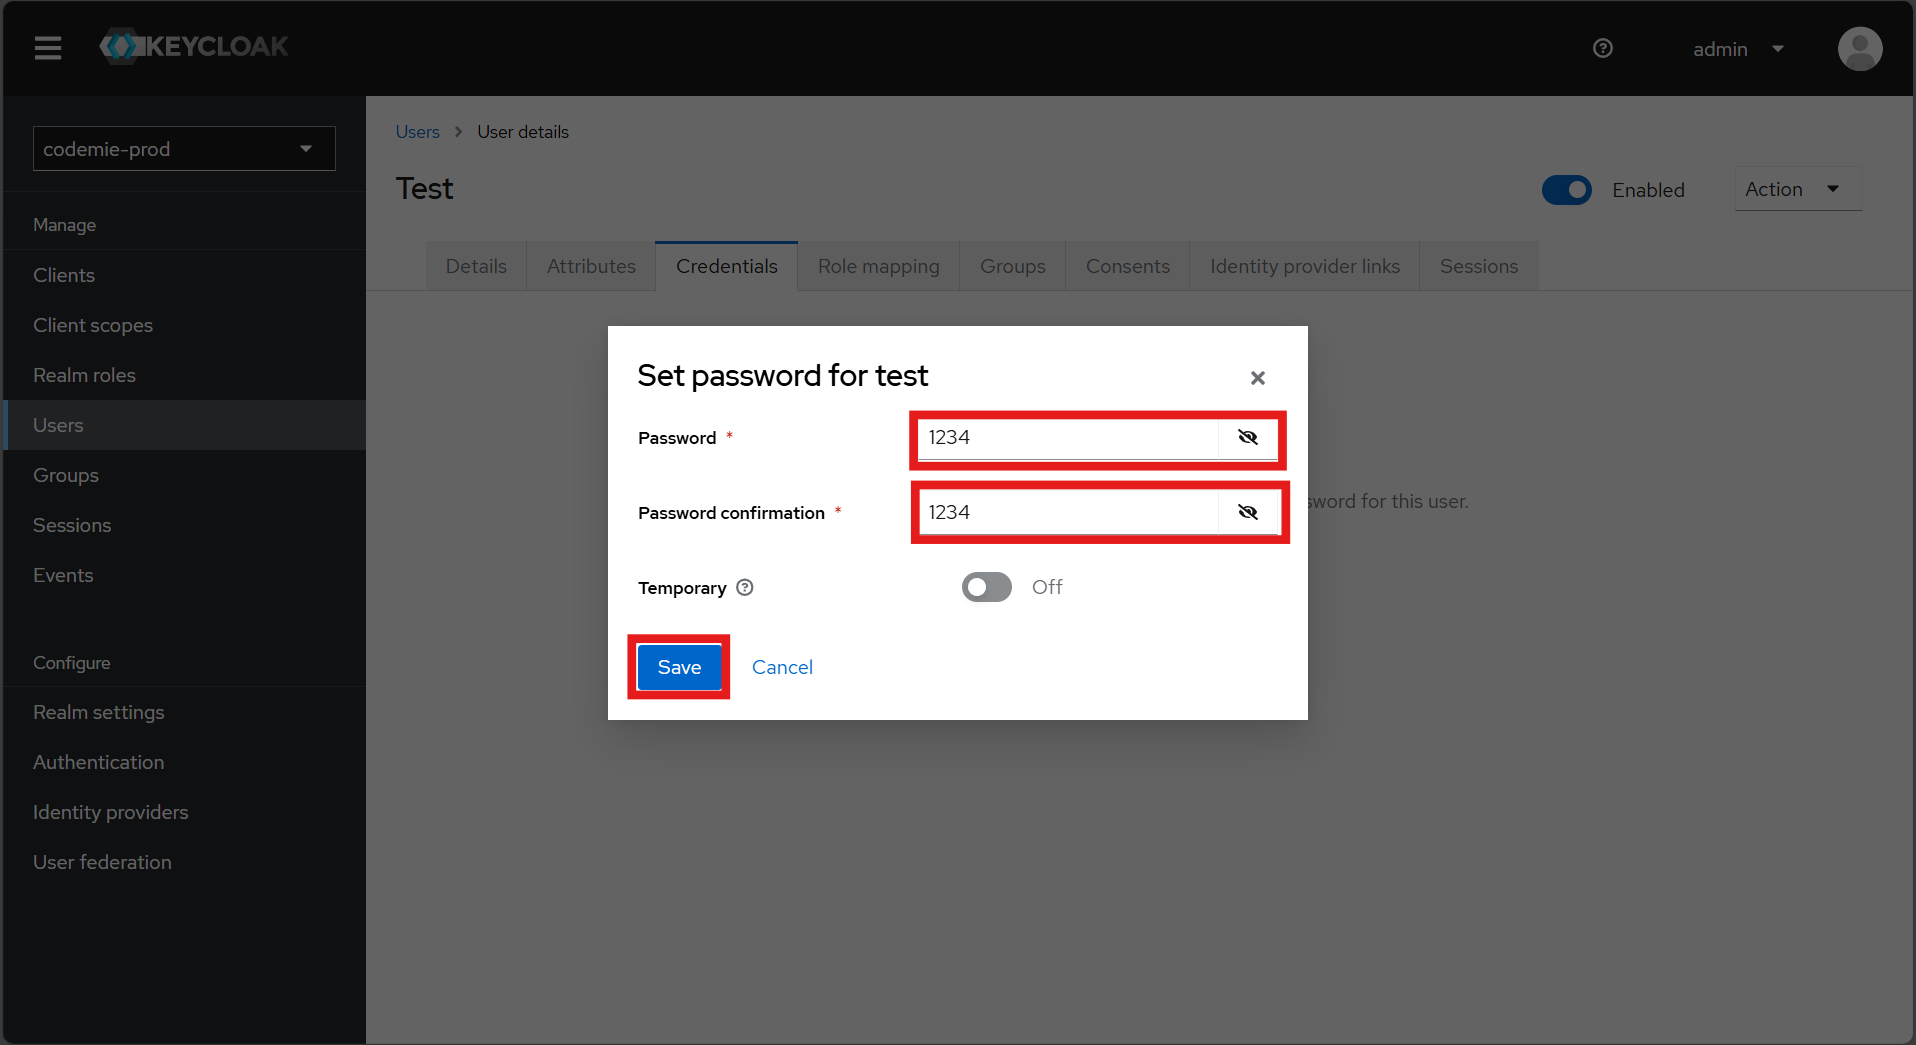 KEYCLOAK
admin
codemie-prod
Manage
Clients
Client scopes
Realm roles
Users
Groups
Sessions
Events
Configure
Realm settings
Authentication
Identity providers
User federation
Users > User details
Test
Enabled
Action
Details Attributes Credentials Role mapping Groups Consents Identity provider links Sessions
for this user.
Set password for test
Password * 1234
Password confirmation * 1234
Temporary Off
Save Cancel